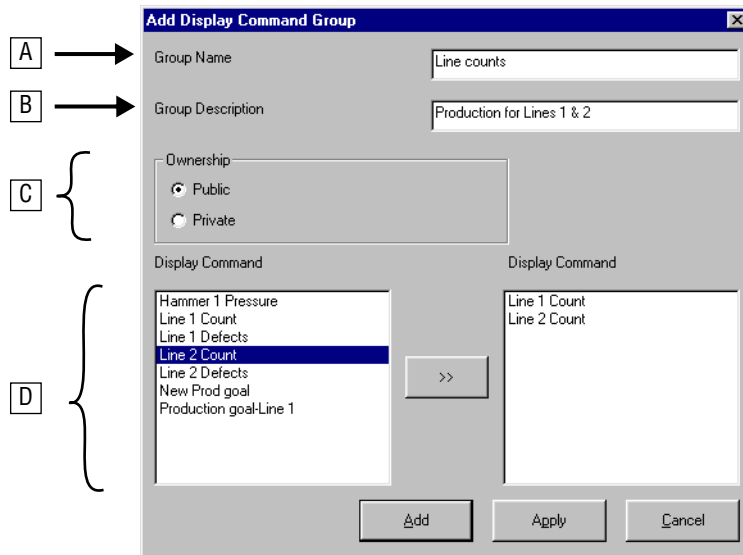 Add Display Command Group
A
Group Name
Line counts
B
Group Description
Production for Lines 1 & 2
C
Ownership
Public
Private
Display Command
Display Command
D
Hammer 1 Pressure
Line 1 Count
Line 1 Defects
Line 2 Count
Line 2 Defects
New Prod goal
Production goal-Line 1
>>
Line 1 Count
Line 2 Count
Add
Apply
Cancel